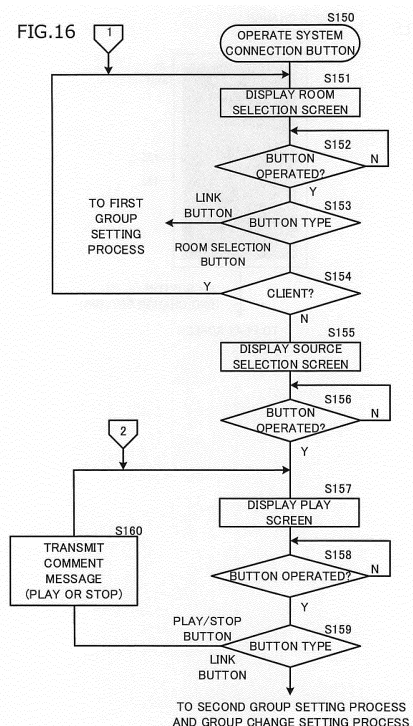 FIG.16
1
S150
OPERATE SYSTEM
CONNECTION BUTTON
S151
DISPLAY ROOM
SELECTION SCREEN
S152
BUTTON
OPERATED?
N
Y
S153
BUTTON TYPE
LINK
BUTTON
TO FIRST
GROUP
SETTING
PROCESS
ROOM SELECTION
BUTTON
S154
CLIENT?
Y
N
S155
DISPLAY SOURCE
SELECTION SCREEN
S156
BUTTON
OPERATED?
N
Y
2
S157
DISPLAY PLAY
SCREEN
S158
BUTTON OPERATED?
N
Y
S160
TRANSMIT
COMMENT
MESSAGE
(PLAY OR STOP)
S159
BUTTON TYPE
PLAY/STOP
BUTTON
LINK
BUTTON
TO SECOND GROUP SETTING PROCESS
AND GROUP CHANGE SETTING PROCESS